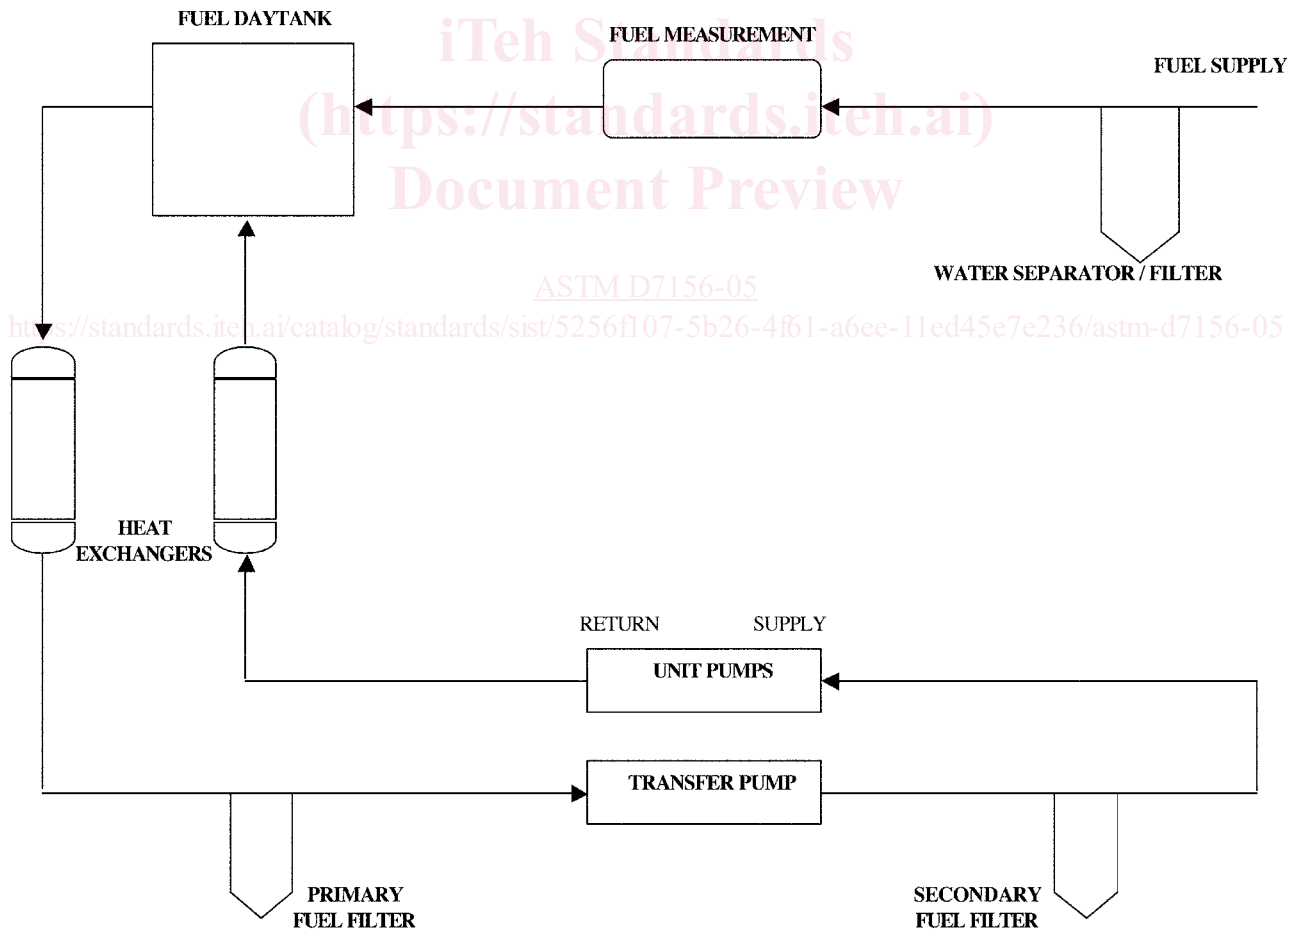 FUEL DAYTANK
iTeh Standards
FUEL MEASUREMENT
FUEL SUPPLY
(https://standards.iteh.ai)
Document Preview
WATER SEPARATOR / FILTER
ASTM D7156-05
https://standards.iteh.ai/catalog/standards/sist/5256f107-5b26-4f61-a6ee-11ed45e7e236/astm-d7156-05
HEAT
EXCHANGERS
RETURN SUPPLY
UNIT PUMPS
TRANSFER PUMP
PRIMARY
FUEL FILTER
SECONDARY
FUEL FILTER